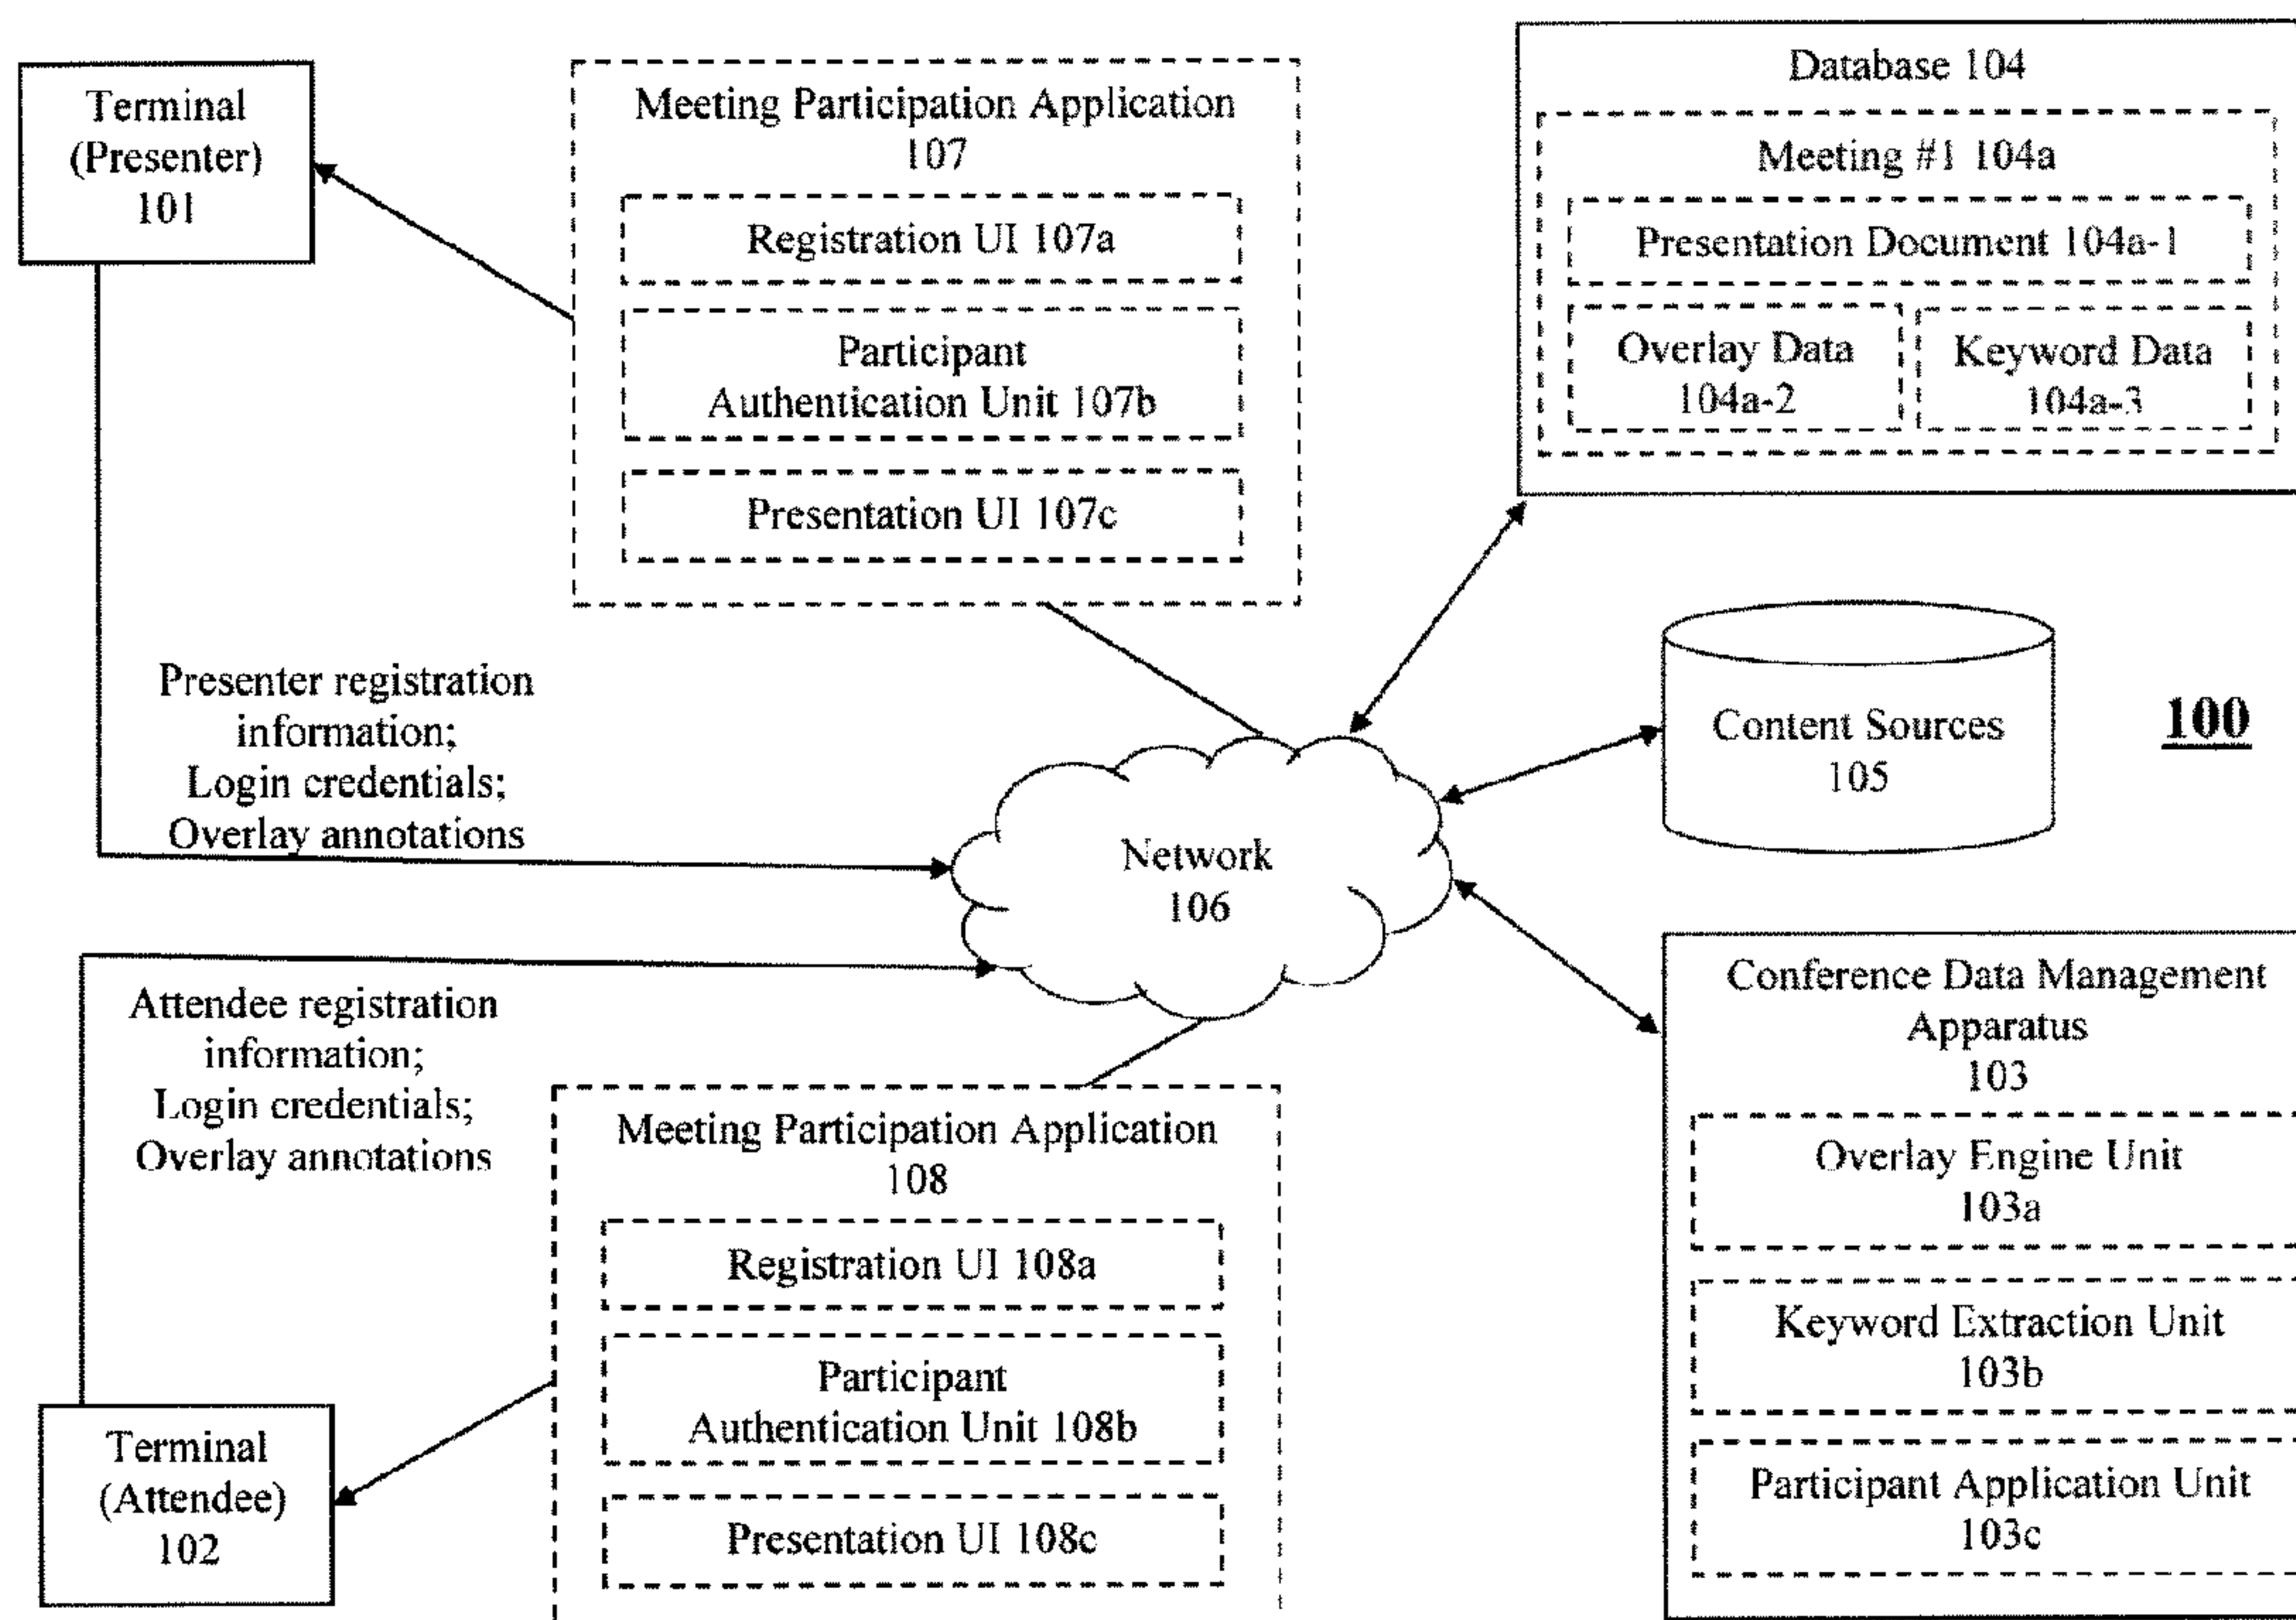 Terminal
(Presenter)
101
Meeting Participation Application
107
Registration UI 107a
Participant
Authentication Unit 107b
Presentation UI 107c
Database 104
Meeting #1 104a
Presentation Document 104a-1
Overlay Data
104a-2
Keyword Data
104a-3
Presenter registration
information;
Login credentials;
Overlay annotations
Content Sources
105
100
Network
106
Attendee registration
information;
Login credentials;
Overlay annotations
Conference Data Management
Apparatus
103
Overlay Engine Unit
103a
Keyword Extraction Unit
103b
Participant Application Unit
103c
Meeting Participation Application
108
Registration UI 108a
Participant
Authentication Unit 108b
Presentation UI 108c
Terminal
(Attendee)
102